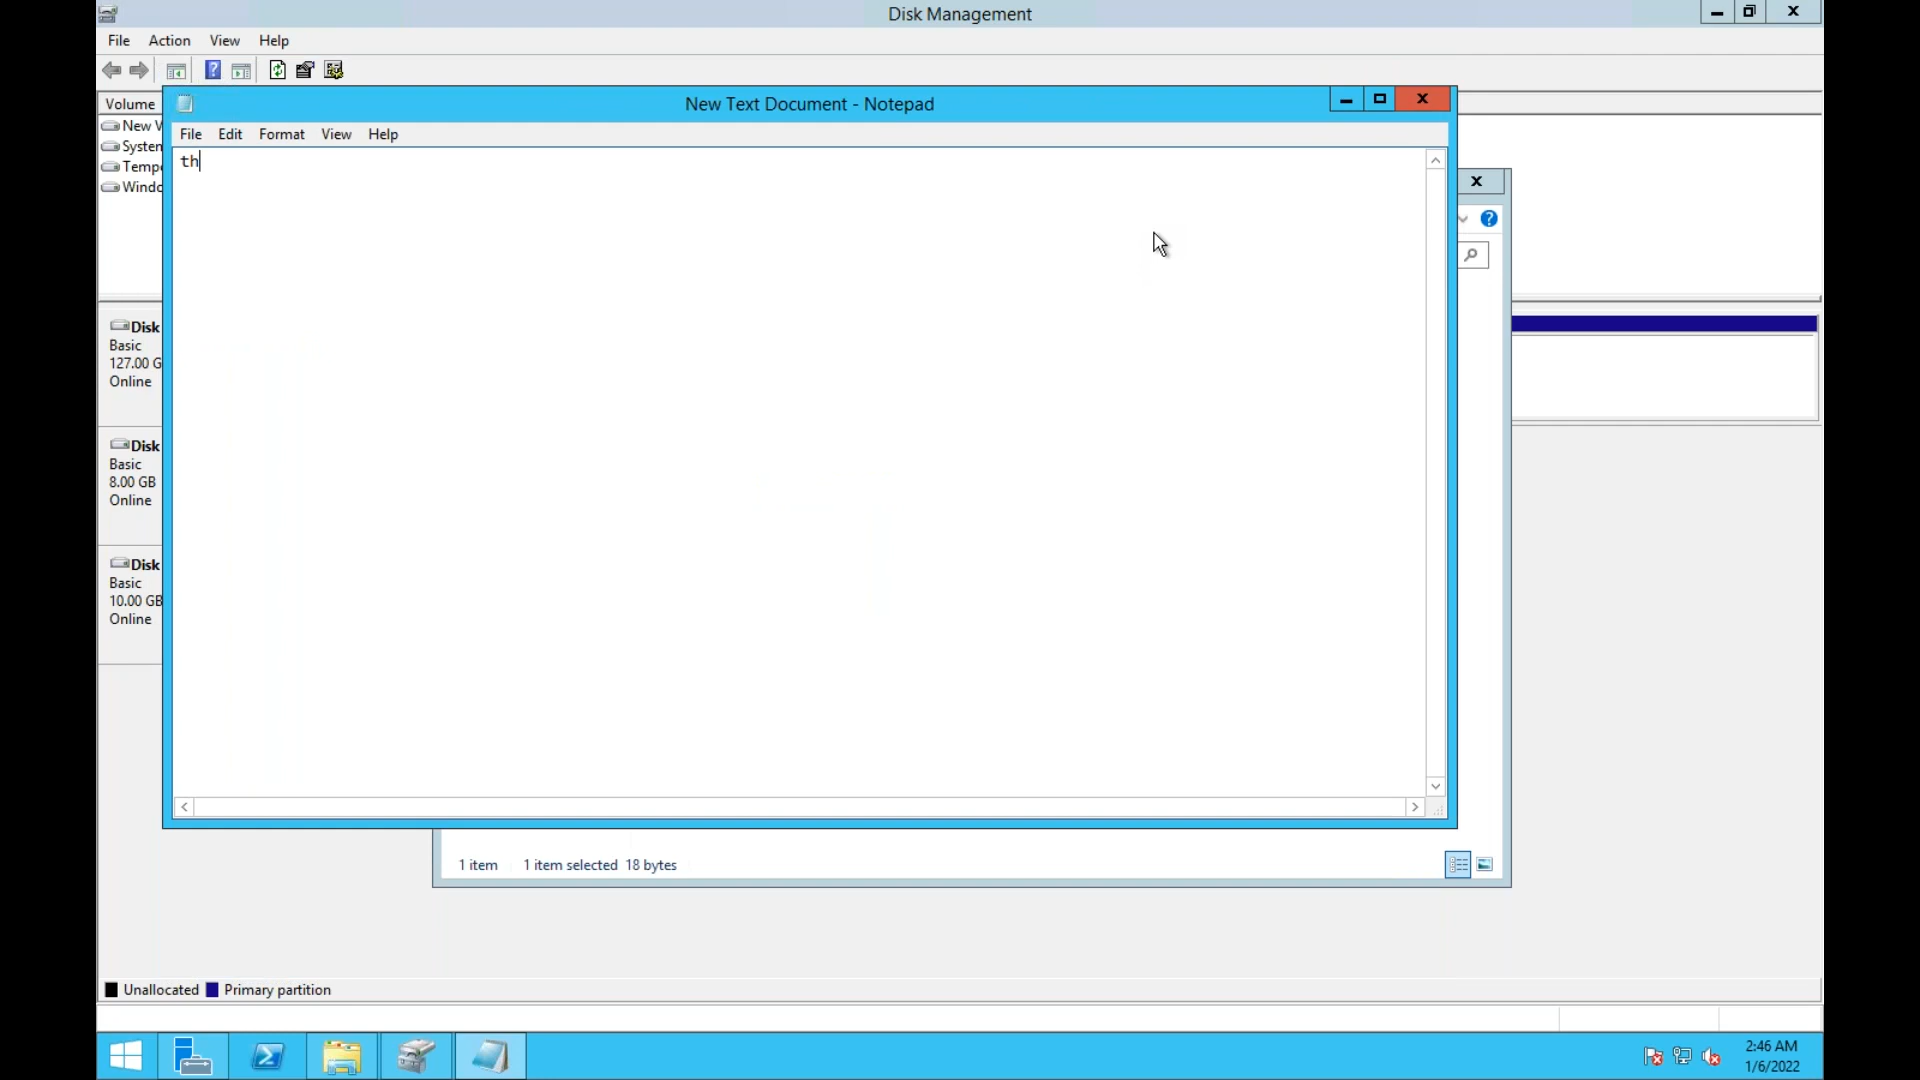 Disk Management
File Action View Help
New Text Document - Notepad
File Edit Format View Help
th
Volume
New V
System
Tempo
Windo
Disk
Basic
127.00 G
Online
Disk
Basic
8.00 GB
Online
Disk
Basic
10.00 GB
Online
1 item 1 item selected 18 bytes
Unallocated Primary partition
2:46 AM
1/6/2022